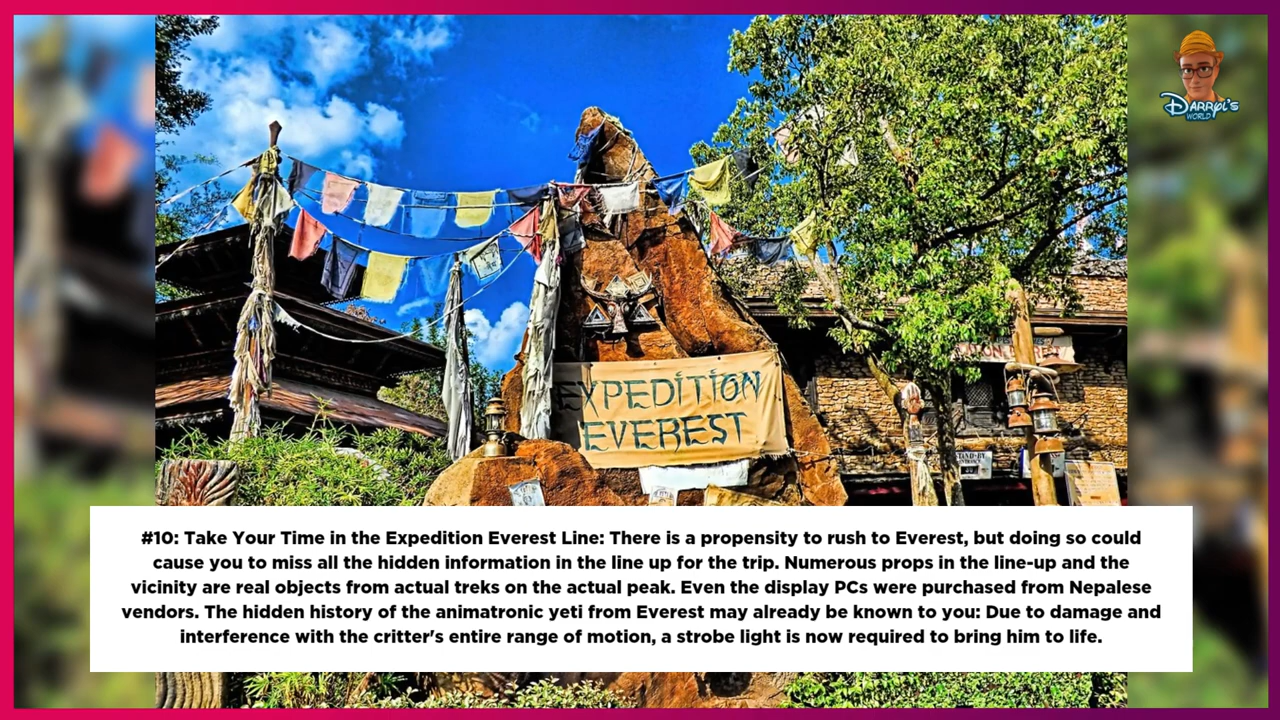 DARRYL'S
WORLD
EXPEDITION
EVEREST
STAND-BY
ENTRANCE
#10: Take Your Time in the Expedition Everest Line: There is a propensity to rush to Everest, but doing so could
cause you to miss all the hidden information in the line up for the trip. Numerous props in the line-up and the
vicinity are real objects from actual treks on the actual peak. Even the display PCs were purchased from Nepalese
vendors. The hidden history of the animatronic yeti from Everest may already be known to you: Due to damage and
interference with the critter's entire range of motion, a strobe light is now required to bring him to life.